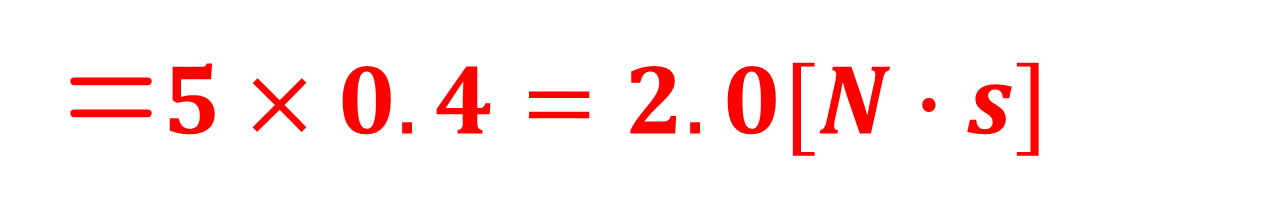 =5 × 0.4 = 2.0[N · s]